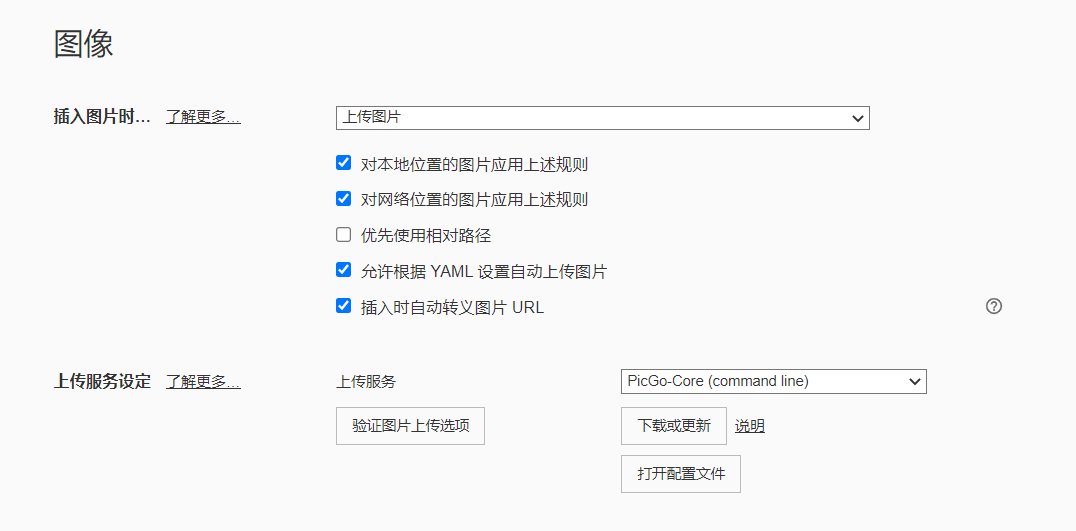 图像
插入图片时... 了解更多... 上传图片
对本地位置的图片应用上述规则
对网络位置的图片应用上述规则
优先使用相对路径
允许根据 YAML 设置自动上传图片
插入时自动转义图片 URL
上传服务设定 了解更多... 上传服务 PicGo-Core (command line)
验证图片上传选项 下载或更新 说明
打开配置文件